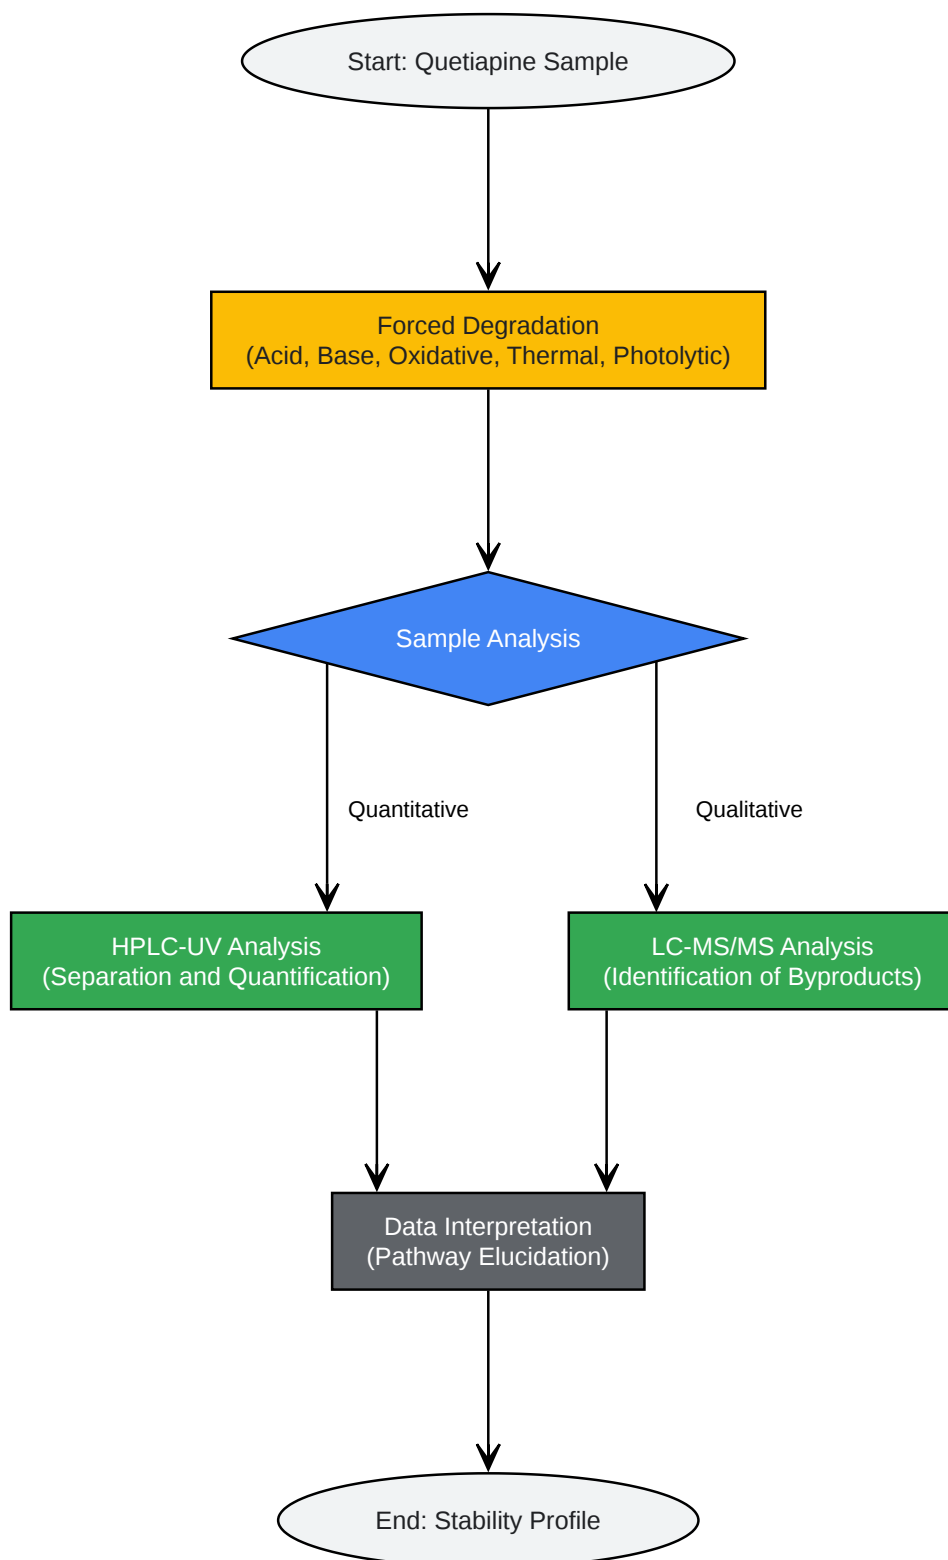 Start: Quetiapine Sample
Forced Degradation
(Acid, Base, Oxidative, Thermal, Photolytic)
Sample Analysis
Quantitative
Qualitative
HPLC-UV Analysis
(Separation and Quantification)
LC-MS/MS Analysis
(Identification of Byproducts)
Data Interpretation
(Pathway Elucidation)
End: Stability Profile